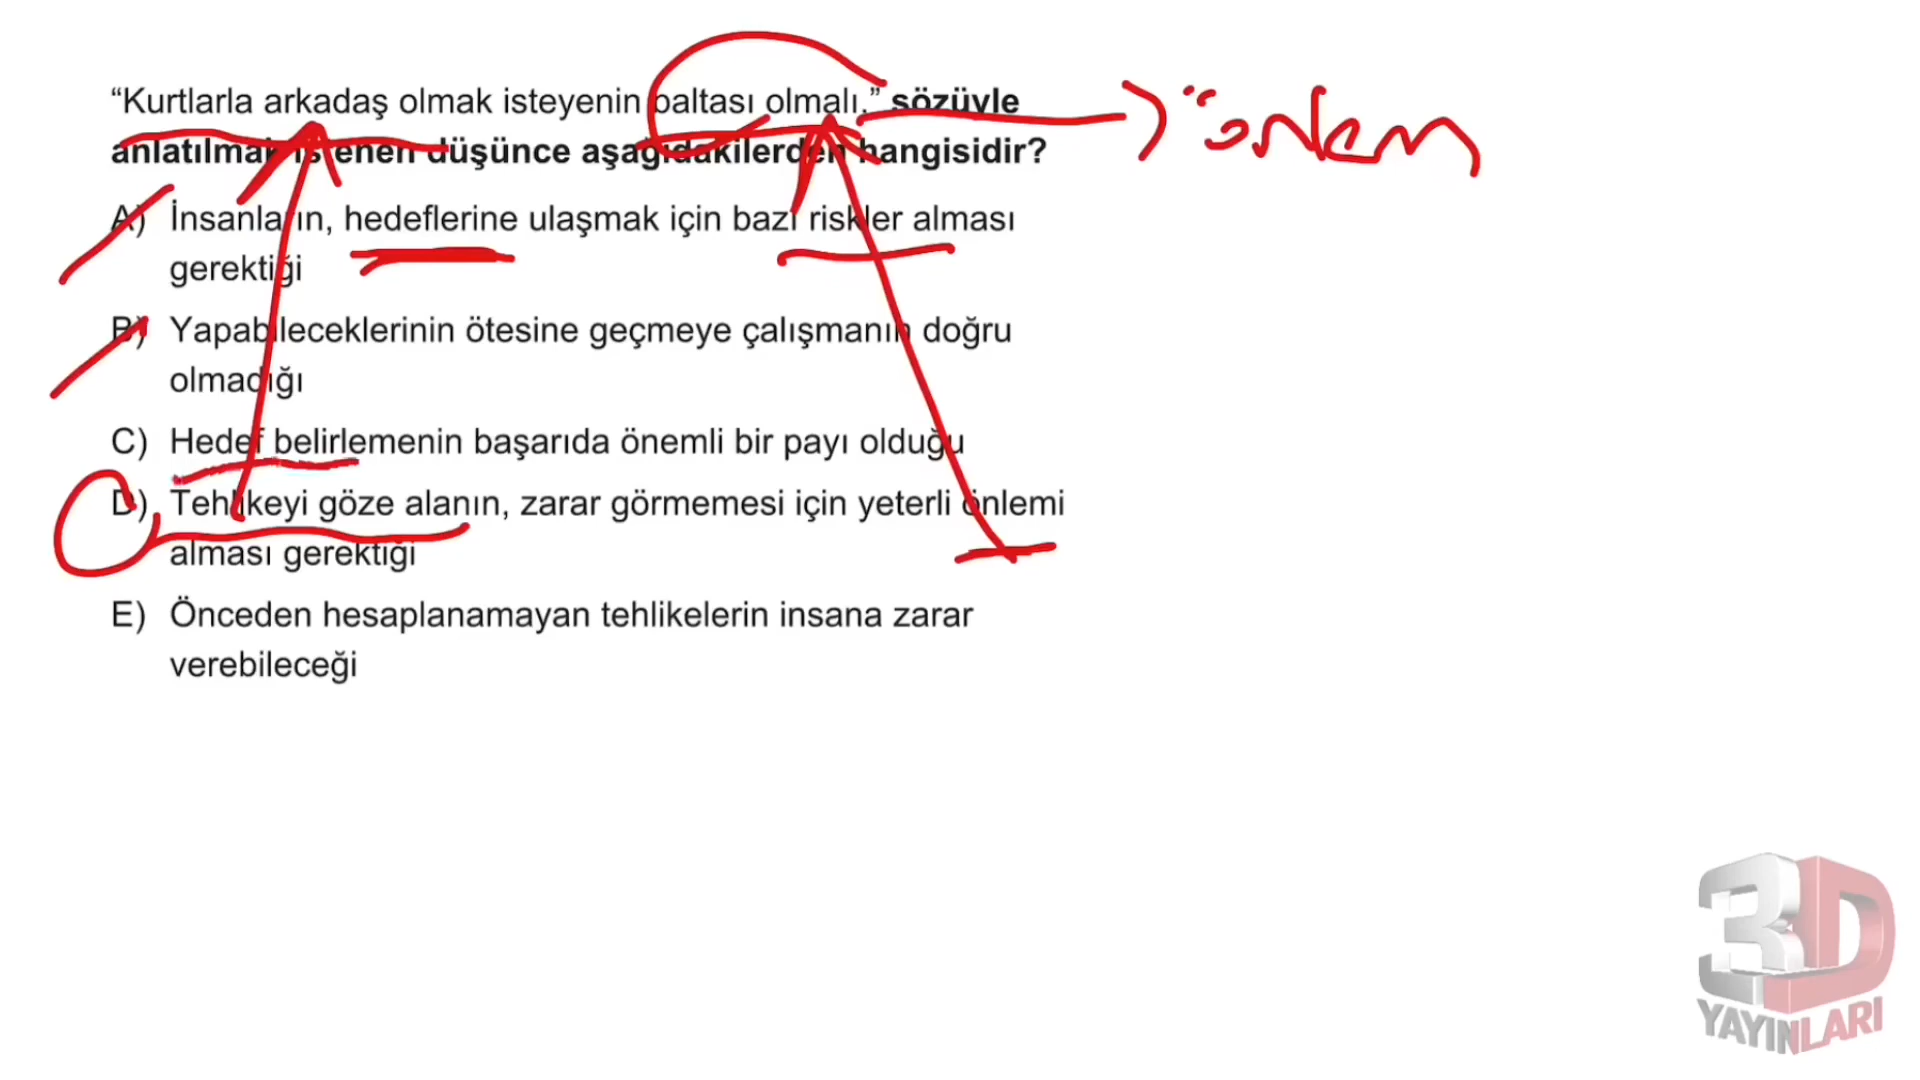 “Kurtlarla arkadaş olmak isteyenin baltası olmalı.” sözüyle
anlatılmak istenen düşünce aşağıdakilerden hangisidir?
önlem
A) İnsanların, hedeflerine ulaşmak için bazı riskler alması
gerektiği
B) Yapabileceklerinin ötesine geçmeye çalışmanın doğru
olmadığı
C) Hedef belirlemenin başarıda önemli bir payı olduğu
D) Tehlikeyi göze alanın, zarar görmemesi için yeterli önlemi
alması gerektiği
E) Önceden hesaplanamayan tehlikelerin insana zarar
verebileceği
3D
YAYINLARI